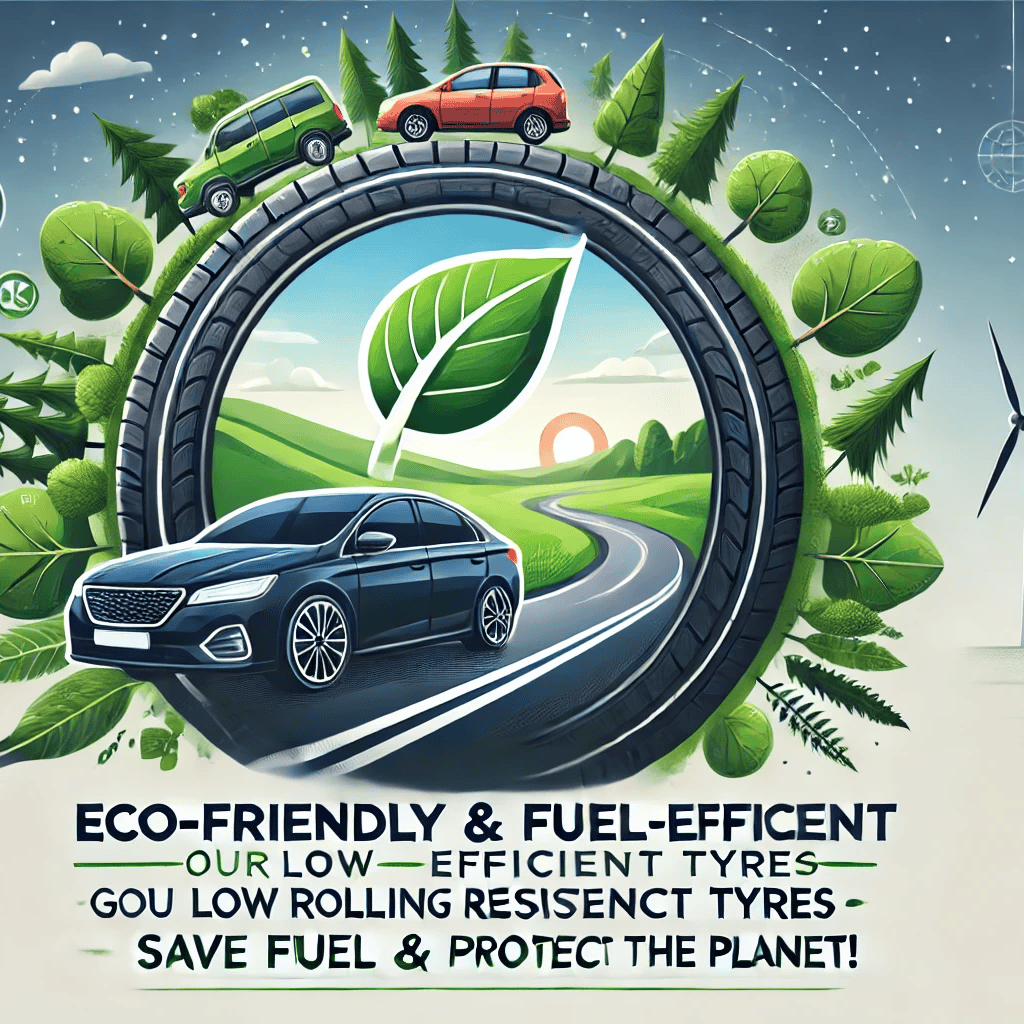 ECO-FRIENDLY & FUEL-EFFICENT
OUR LOW EFFICIENT TYRES
GOU LOW ROLLING RESISENCT TYRES
SAVE FUEL & PROTECT THE PLANET!